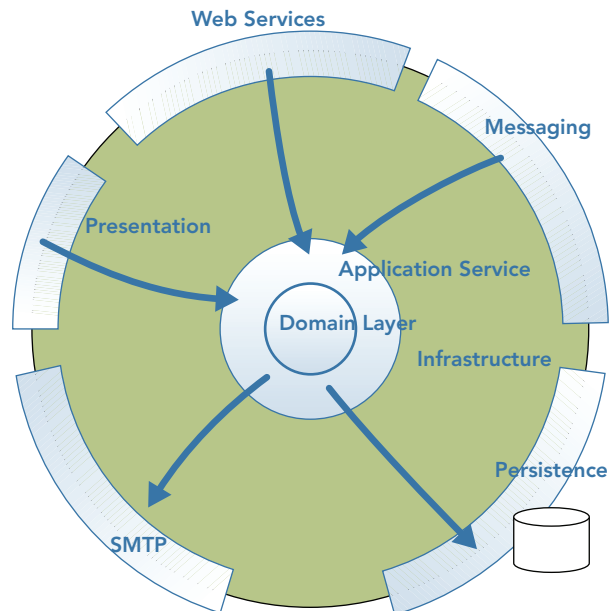 Web Services
Messaging
Presentation
Application Service
Domain Layer
Infrastructure
Persistence
SMTP